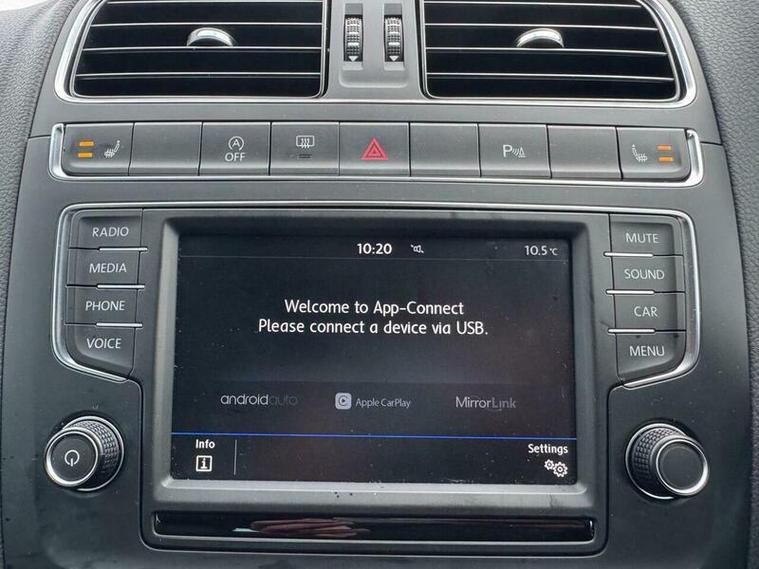 OFF
P
RADIO
MEDIA
PHONE
VOICE
10:20
10.5°C
Welcome to App-Connect
Please connect a device via USB.
androidauto
Apple CarPlay
MirrorLink
Info
i
Settings
MUTE
SOUND
CAR
MENU